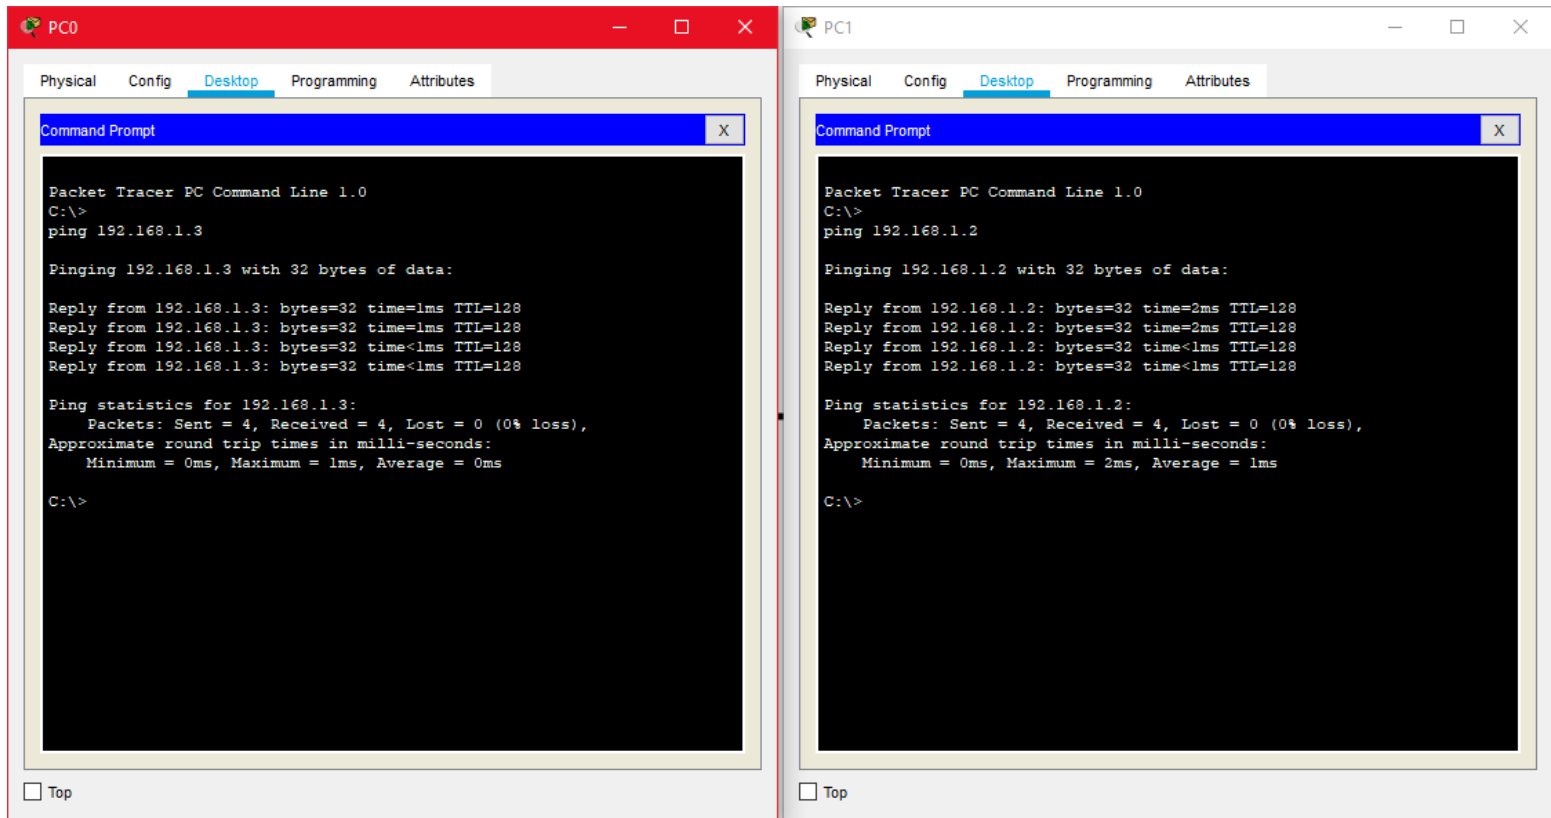 PC0
Physical Config Desktop Programming Attributes
Command Prompt X
Packet Tracer PC Command Line 1.0
C:\>
ping 192.168.1.3
Pinging 192.168.1.3 with 32 bytes of data:
Reply from 192.168.1.3: bytes=32 time=1ms TTL=128
Reply from 192.168.1.3: bytes=32 time=1ms TTL=128
Reply from 192.168.1.3: bytes=32 time<1ms TTL=128
Reply from 192.168.1.3: bytes=32 time<1ms TTL=128
Ping statistics for 192.168.1.3:
Packets: Sent = 4, Received = 4, Lost = 0 (0% loss),
Approximate round trip times in milli-seconds:
Minimum = 0ms, Maximum = 1ms, Average = 0ms
C:\>
Top
PC1
Physical Config Desktop Programming Attributes
Command Prompt X
Packet Tracer PC Command Line 1.0
C:\>
ping 192.168.1.2
Pinging 192.168.1.2 with 32 bytes of data:
Reply from 192.168.1.2: bytes=32 time=2ms TTL=128
Reply from 192.168.1.2: bytes=32 time=2ms TTL=128
Reply from 192.168.1.2: bytes=32 time<1ms TTL=128
Reply from 192.168.1.2: bytes=32 time<1ms TTL=128
Ping statistics for 192.168.1.2:
Packets: Sent = 4, Received = 4, Lost = 0 (0% loss),
Approximate round trip times in milli-seconds:
Minimum = 0ms, Maximum = 2ms, Average = 1ms
C:\>
Top